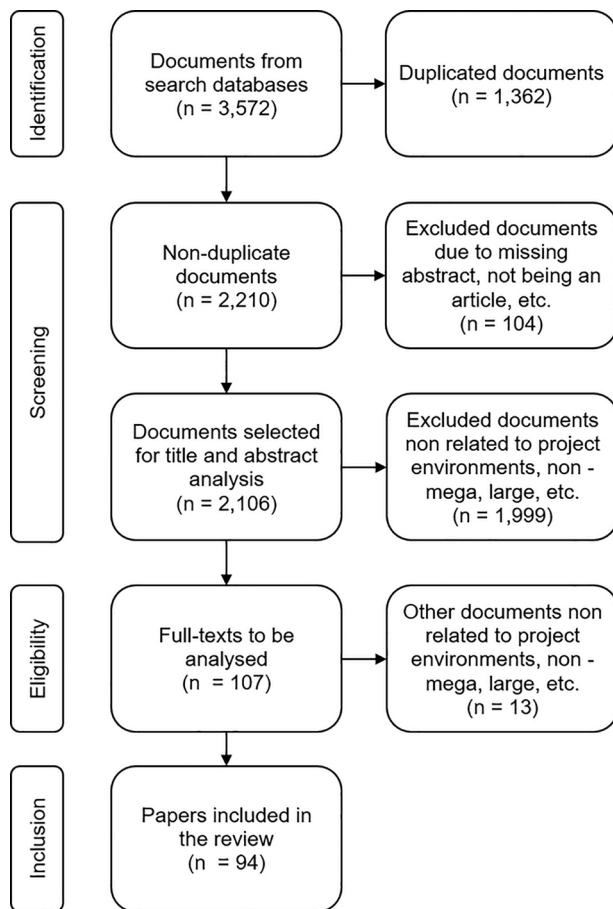 Identification
Documents from
search databases
(n = 3,572)
Duplicated documents
(n = 1,362)
Screening
Non-duplicate
documents
(n = 2,210)
Excluded documents
due to missing
abstract, not being an
article, etc.
(n = 104)
Documents selected
for title and abstract
analysis
(n = 2,106)
Excluded documents
non related to project
environments, non -
mega, large, etc.
(n = 1,999)
Eligibility
Full-texts to be
analysed
(n = 107)
Other documents non
related to project
environments, non -
mega, large, etc.
(n = 13)
Inclusion
Papers included in
the review
(n = 94)